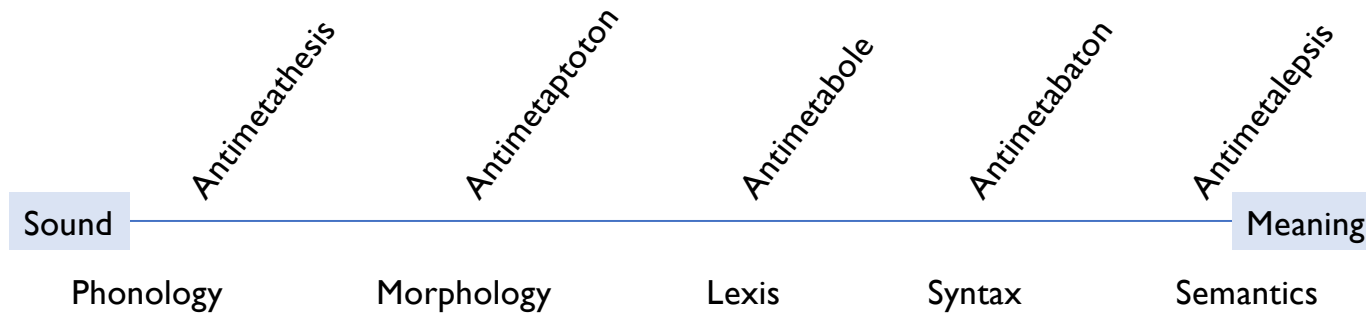 Antimetathesis
Antimetaptoton
Antimetabole
Antimetabaton
Antimetalepsis
Sound
Meaning
Phonology
Morphology
Lexis
Syntax
Semantics